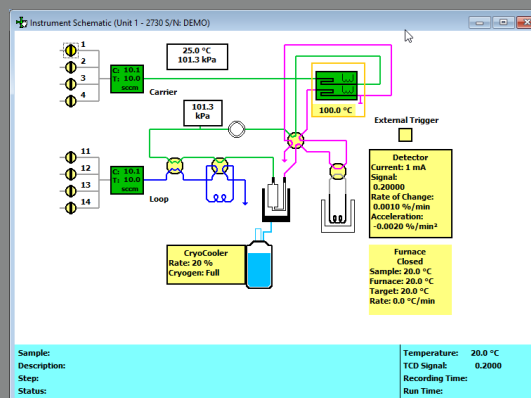 Instrument Schematic (Unit 1 - 2730 S/N: DEMO)
1
2
3
4
C: 10.1
T: 10.0
sccm
Carrier
25.0 °C
101.3 kPa
100.0 °C
101.3
kPa
External Trigger
11
12
13
14
C: 10.1
T: 10.0
sccm
Loop
Detector
Current: 1 mA
Signal:
0.20000
Rate of Change:
0.0010 %/min
Acceleration:
-0.0020 %/min²
CryoCooler
Rate: 20 %
Cryogen: Full
Furnace
Closed
Sample: 20.0 °C
Furnace: 20.0 °C
Target: 20.0 °C
Rate: 0.0 °C/min
Sample:
Description:
Step:
Status:
Temperature: 20.0 °C
TCD Signal: 0.2000
Recording Time:
Run Time: